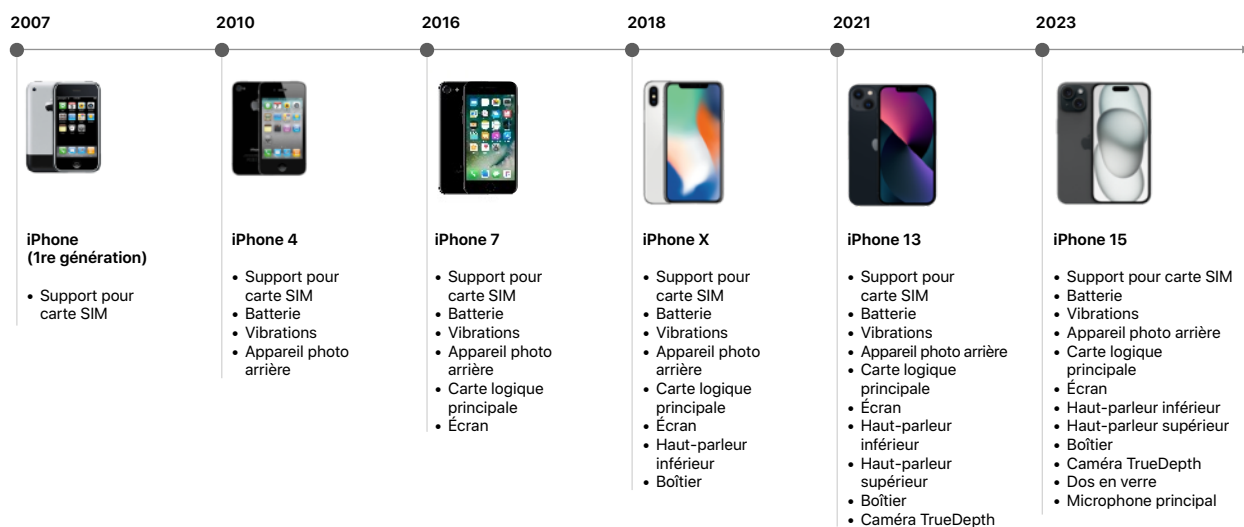 2007
2010
2016
2018
2021
2023
iPhone
(1re génération)
• Support pour
carte SIM
iPhone 4
• Support pour
carte SIM
• Batterie
• Vibrations
• Appareil photo
arrière
iPhone 7
• Support pour
carte SIM
• Batterie
• Vibrations
• Appareil photo
arrière
• Carte logique
principale
• Écran
iPhone X
• Support pour
carte SIM
• Batterie
• Vibrations
• Appareil photo
arrière
• Carte logique
principale
• Écran
• Haut-parleur
inférieur
• Boîtier
iPhone 13
• Support pour
carte SIM
• Batterie
• Vibrations
• Appareil photo arrière
• Carte logique
principale
• Écran
• Haut-parleur
inférieur
• Haut-parleur
supérieur
• Boîtier
• Caméra TrueDepth
iPhone 15
• Support pour carte SIM
• Batterie
• Vibrations
• Appareil photo arrière
• Carte logique
principale
• Écran
• Haut-parleur inférieur
• Haut-parleur supérieur
• Boîtier
• Caméra TrueDepth
• Dos en verre
• Microphone principal